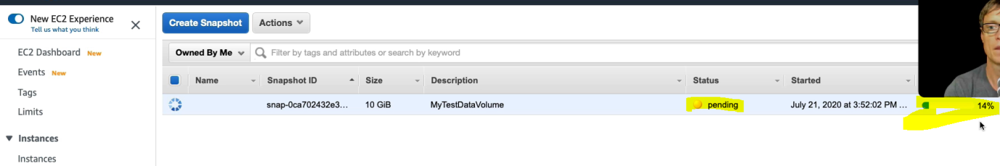 New EC2 Experience
Tell us what you think
EC2 Dashboard New
Events New
Tags
Limits
Instances
Instances
Create Snapshot Actions
Owned By Me Filter by tags and attributes or search by keyword
Name Snapshot ID Size Description Status Started
snap-0ca702432e3... 10 GiB MyTestDataVolume pending July 21, 2020 at 3:52:02 PM ... 14%